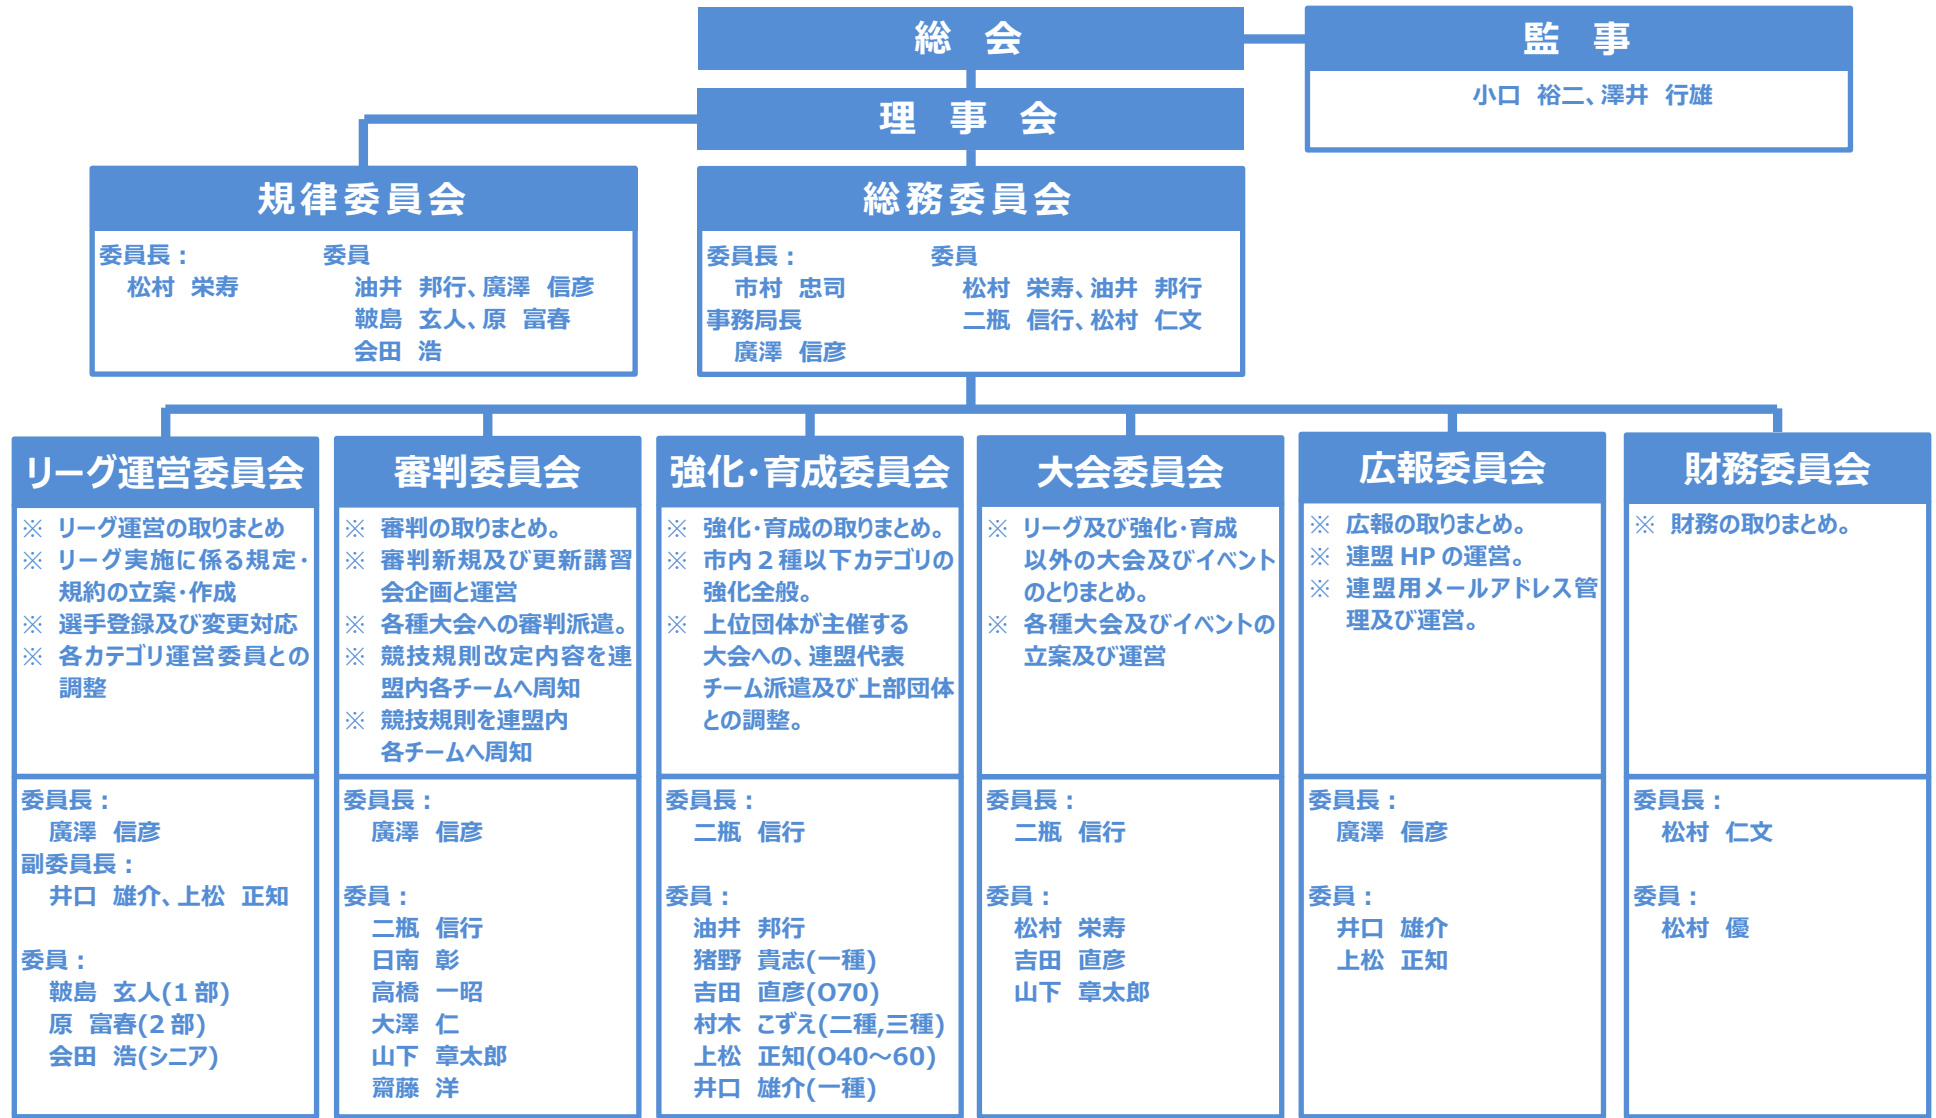 総 会
監 事
小口 裕二、澤井 行雄
理 事 会
規律委員会
委員長： 委員
松村 栄寿 油井 邦行、廣澤 信彦
鞁島 玄人、原 富春
会田 浩
総務委員会
委員長： 委員
市村 忠司 松村 栄寿、油井 邦行
事務局長 二瓶 信行、松村 仁文
廣澤 信彦
リーグ運営委員会
※ リーグ運営の取りまとめ
※ リーグ実施に係る規定・
規約の立案・作成
※ 選手登録及び変更対応
※ 各カテゴリ運営委員との
調整
委員長：
廣澤 信彦
副委員長：
井口 雄介、上松 正知
委員：
鞁島 玄人(1部)
原 富春(2部)
会田 浩(シニア)
審判委員会
※ 審判の取りまとめ。
※ 審判新規及び更新講習
会企画と運営
※ 各種大会への審判派遣。
※ 競技規則改定内容を連
盟内各チームへ周知
※ 競技規則を連盟内
各チームへ周知
委員長：
廣澤 信彦
委員：
二瓶 信行
日南 彰
高橋 一昭
大澤 仁
山下 章太郎
齋藤 洋
強化・育成委員会
※ 強化・育成の取りまとめ。
※ 市内2種以下カテゴリの
強化全般。
※ 上位団体が主催する
大会への、連盟代表
チーム派遣及び上部団体
との調整。
委員長：
二瓶 信行
委員：
油井 邦行
猪野 貴志(一種)
吉田 直彦(O70)
村木 こずえ(二種,三種)
上松 正知(O40～60)
井口 雄介(一種)
大会委員会
※ リーグ及び強化・育成
以外の大会及びイベント
のとりまとめ。
※ 各種大会及びイベントの
立案及び運営
委員長：
二瓶 信行
委員：
松村 栄寿
吉田 直彦
山下 章太郎
広報委員会
※ 広報の取りまとめ。
※ 連盟HPの運営。
※ 連盟用メールアドレス管
理及び運営。
委員長：
廣澤 信彦
委員：
井口 雄介
上松 正知
財務委員会
※ 財務の取りまとめ。
委員長：
松村 仁文
委員：
松村 優